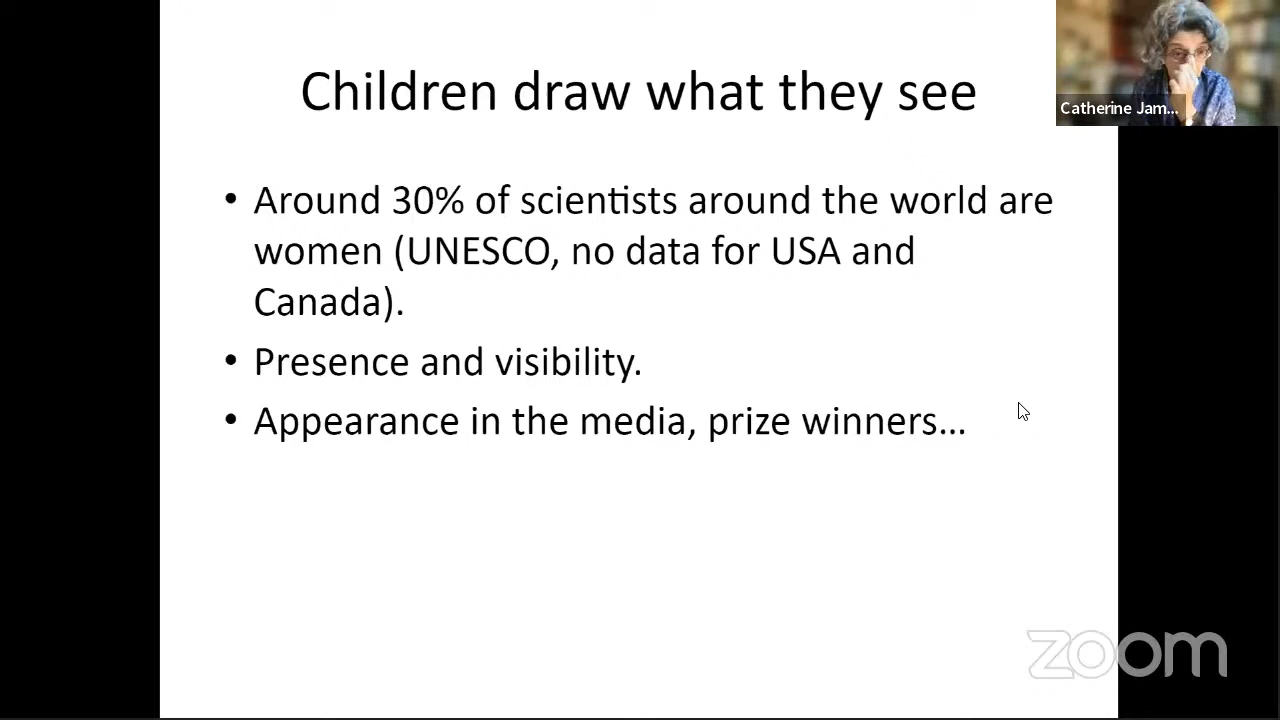 Children draw what they see
Catherine Jam...
• Around 30% of scientists around the world are
women (UNESCO, no data for USA and
Canada).
• Presence and visibility.
• Appearance in the media, prize winners...
zoom